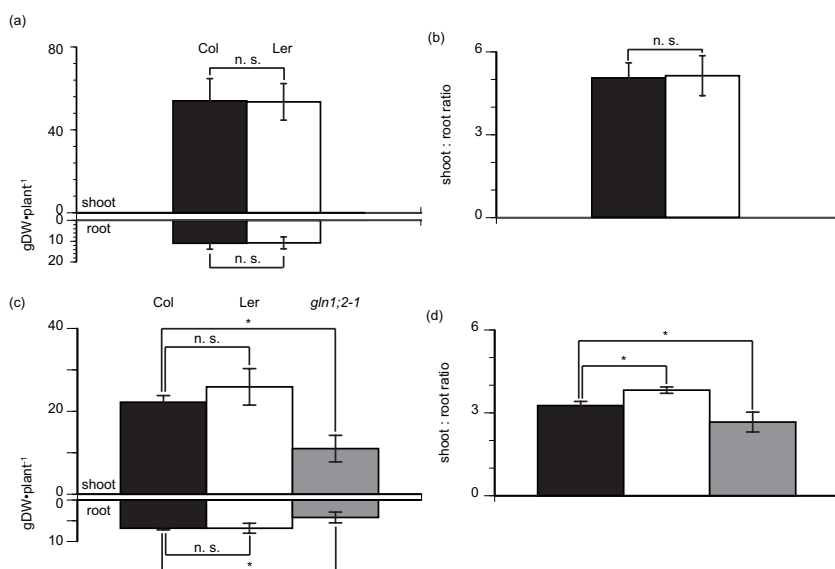 (a)
Col Ler
n. s.
80
40
0
shoot
0
root
10
20
n. s.
gDW•plant-1
(b)
n. s.
6
3
0
shoot : root ratio
(c)
Col Ler gln1;2-1
*
n. s.
40
20
0
shoot
0
root
10
n. s.
*
gDW•plant-1
(d)
*
*
6
3
0
shoot : root ratio